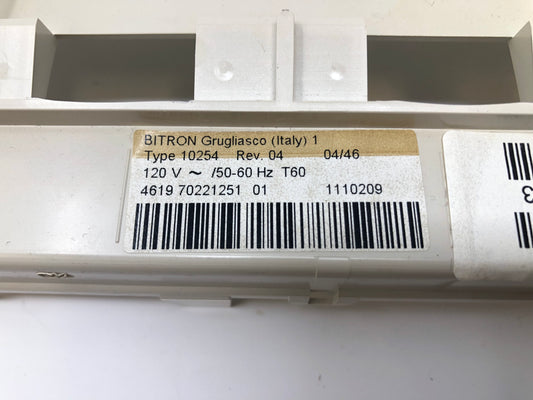 BITRON Grugliasco (Italy) 1
Type 10254 Rev. 04 04/46
120 V ~ /50-60 Hz T60
4619 70221251 01 1110209
3